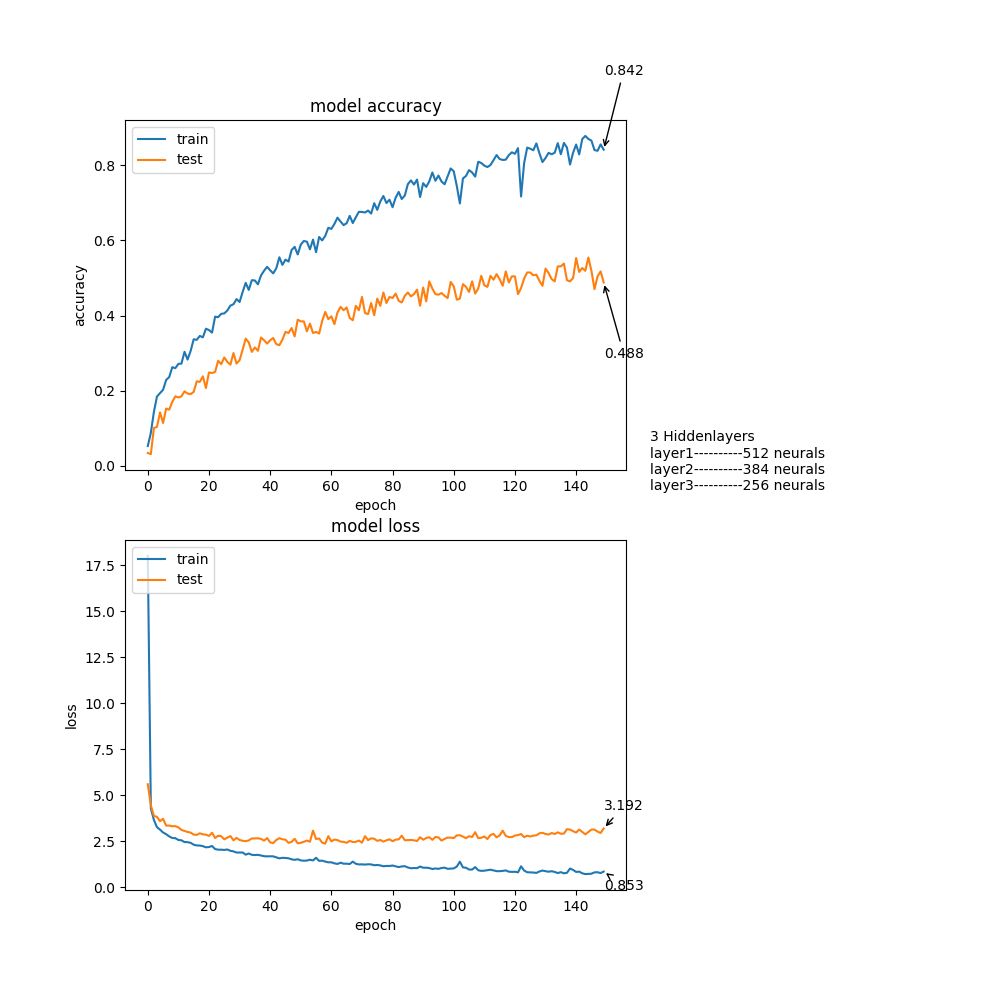 0.842
model accuracy
train
test
0.8
0.6
0.4
0.2
0.0
accuracy
0.488
0 20 40 60 80 100 120 140
epoch
3 Hiddenlayers
layer1----------512 neurals
layer2----------384 neurals
layer3----------256 neurals
model loss
train
test
17.5
15.0
12.5
10.0
7.5
5.0
2.5
0.0
loss
3.192
0.853
0 20 40 60 80 100 120 140
epoch